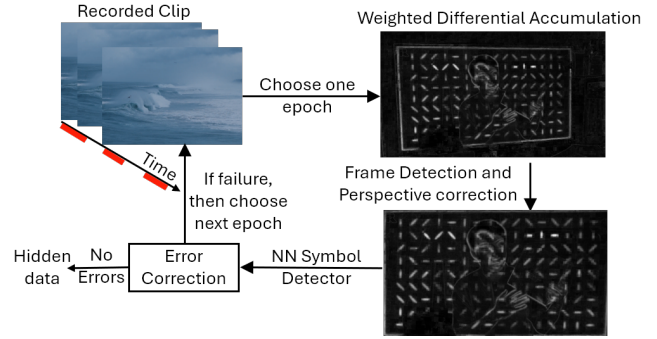 Recorded Clip
Weighted Differential Accumulation
Choose one
epoch
Time
If failure,
then choose
next epoch
Frame Detection and
Perspective correction
Hidden
data
No
Errors
Error
Correction
NN Symbol
Detector